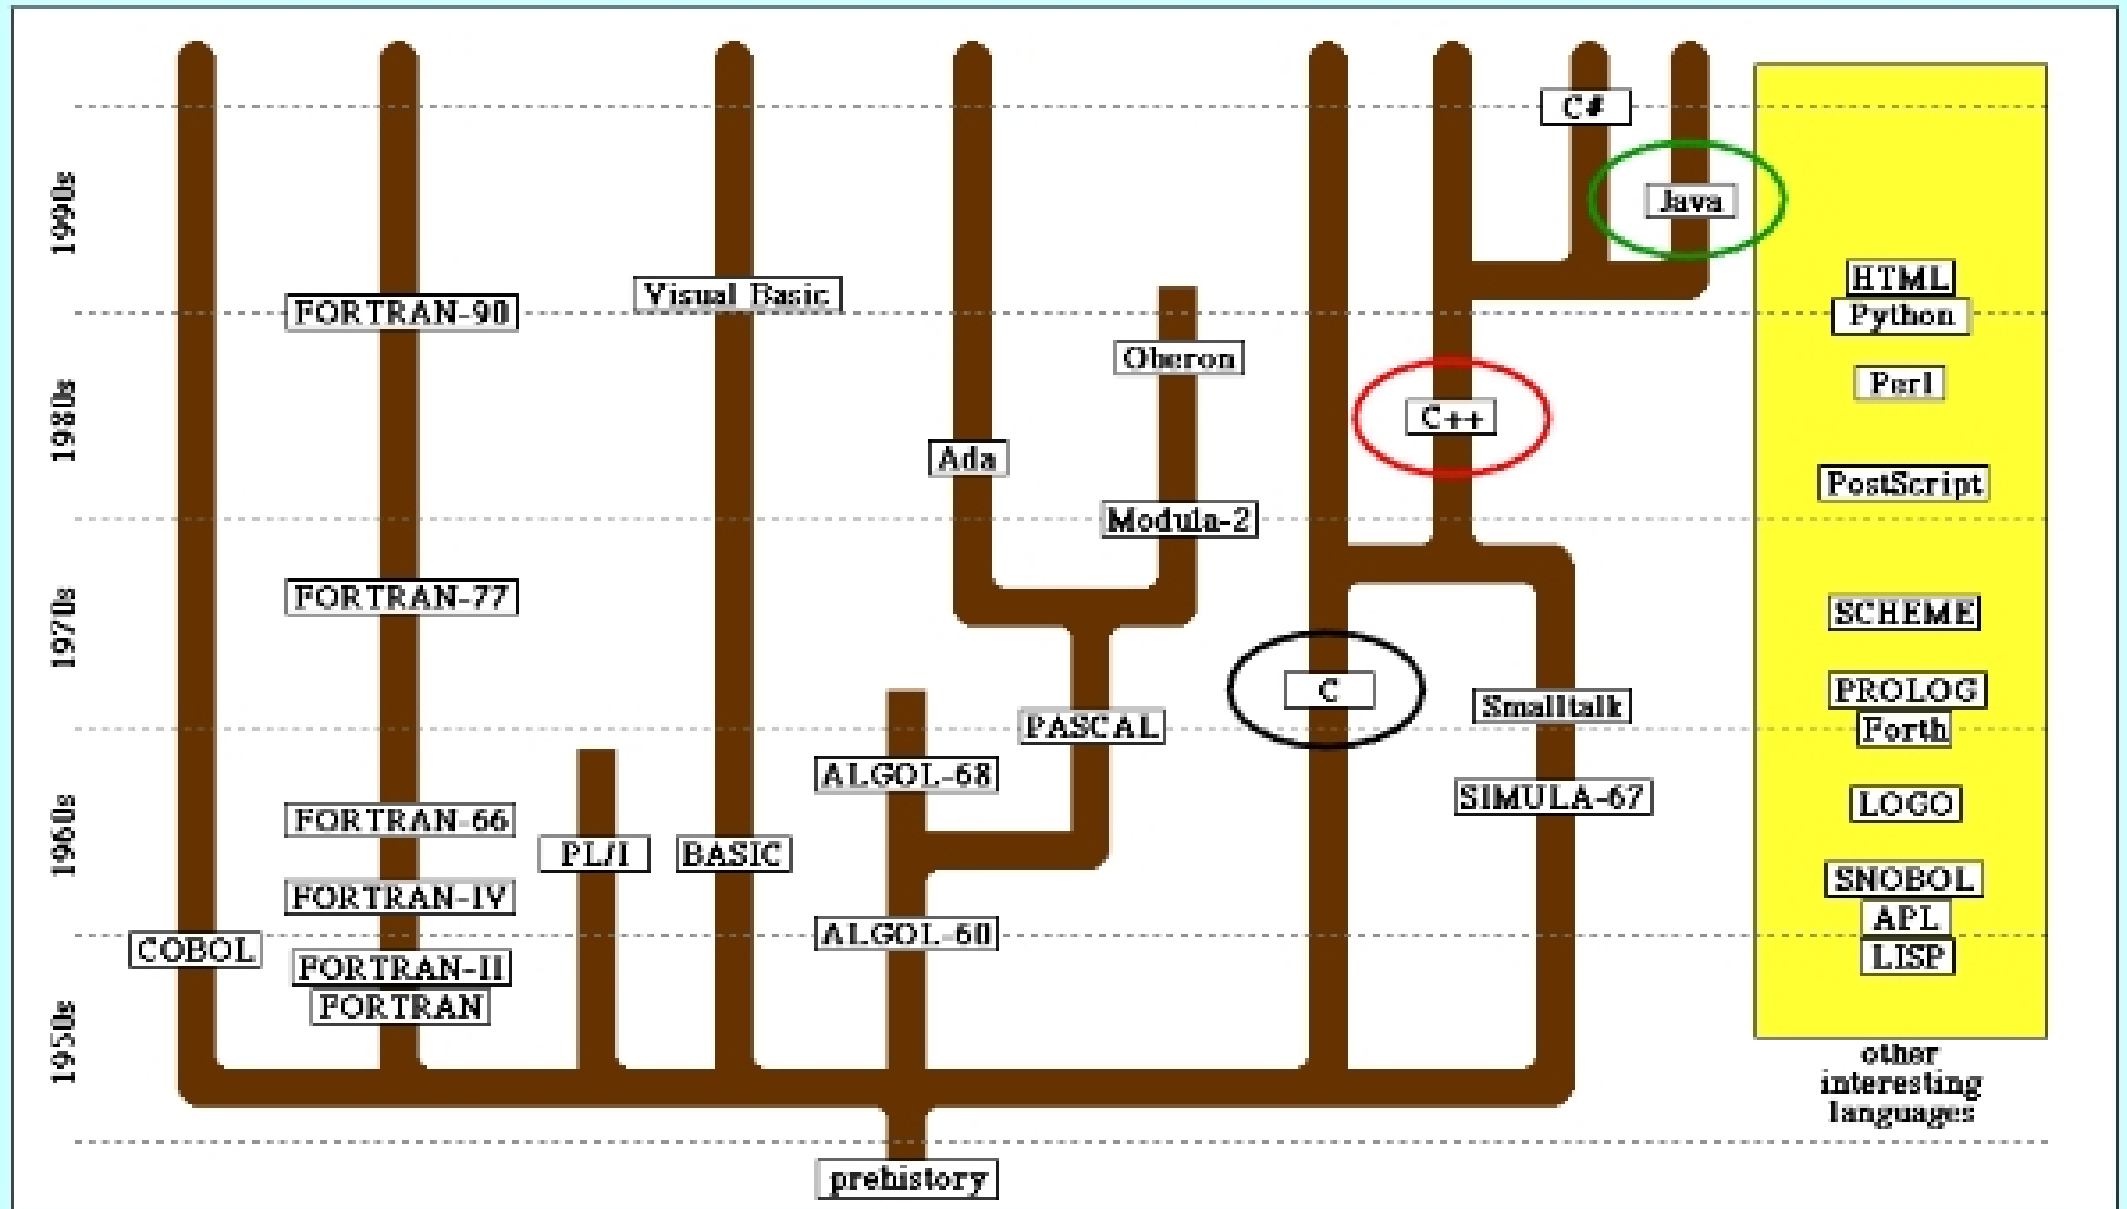 C#
1990s
Java
HTML
Visual Basic
FORTRAN-90
Python
Oberon
Perl
1980s
C++
Ada
PostScript
Modula-2
FORTRAN-77
SCHEME
1970s
C
PROLOG
Smalltalk
PASCAL
Forth
ALGOL-68
SIMULA-67
LOGO
FORTRAN-66
1960s
PL/I
BASIC
SNOBOL
FORTRAN-IV
APL
ALGOL-60
COBOL
LISP
FORTRAN-II
FORTRAN
1950s
other
interesting
languages
prehistory